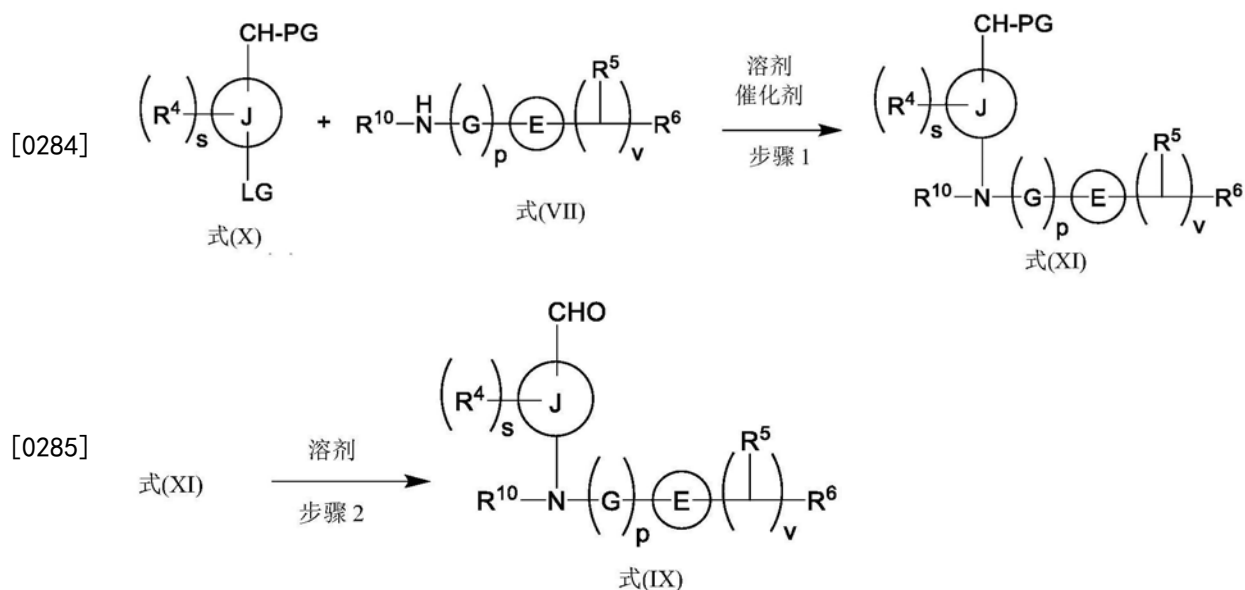 [0284]
CH-PG
(R⁴)s J
LG
式(X)
+
R¹⁰-N(H)-(G)p-E-(R⁵)v-R⁶
式(VII)
溶剂
催化剂
步骤 1
CH-PG
(R⁴)s J
R¹⁰-N-(G)p-E-(R⁵)v-R⁶
式(XI)
[0285]
式(XI)
溶剂
步骤 2
CHO
(R⁴)s J
R¹⁰-N-(G)p-E-(R⁵)v-R⁶
式(IX)